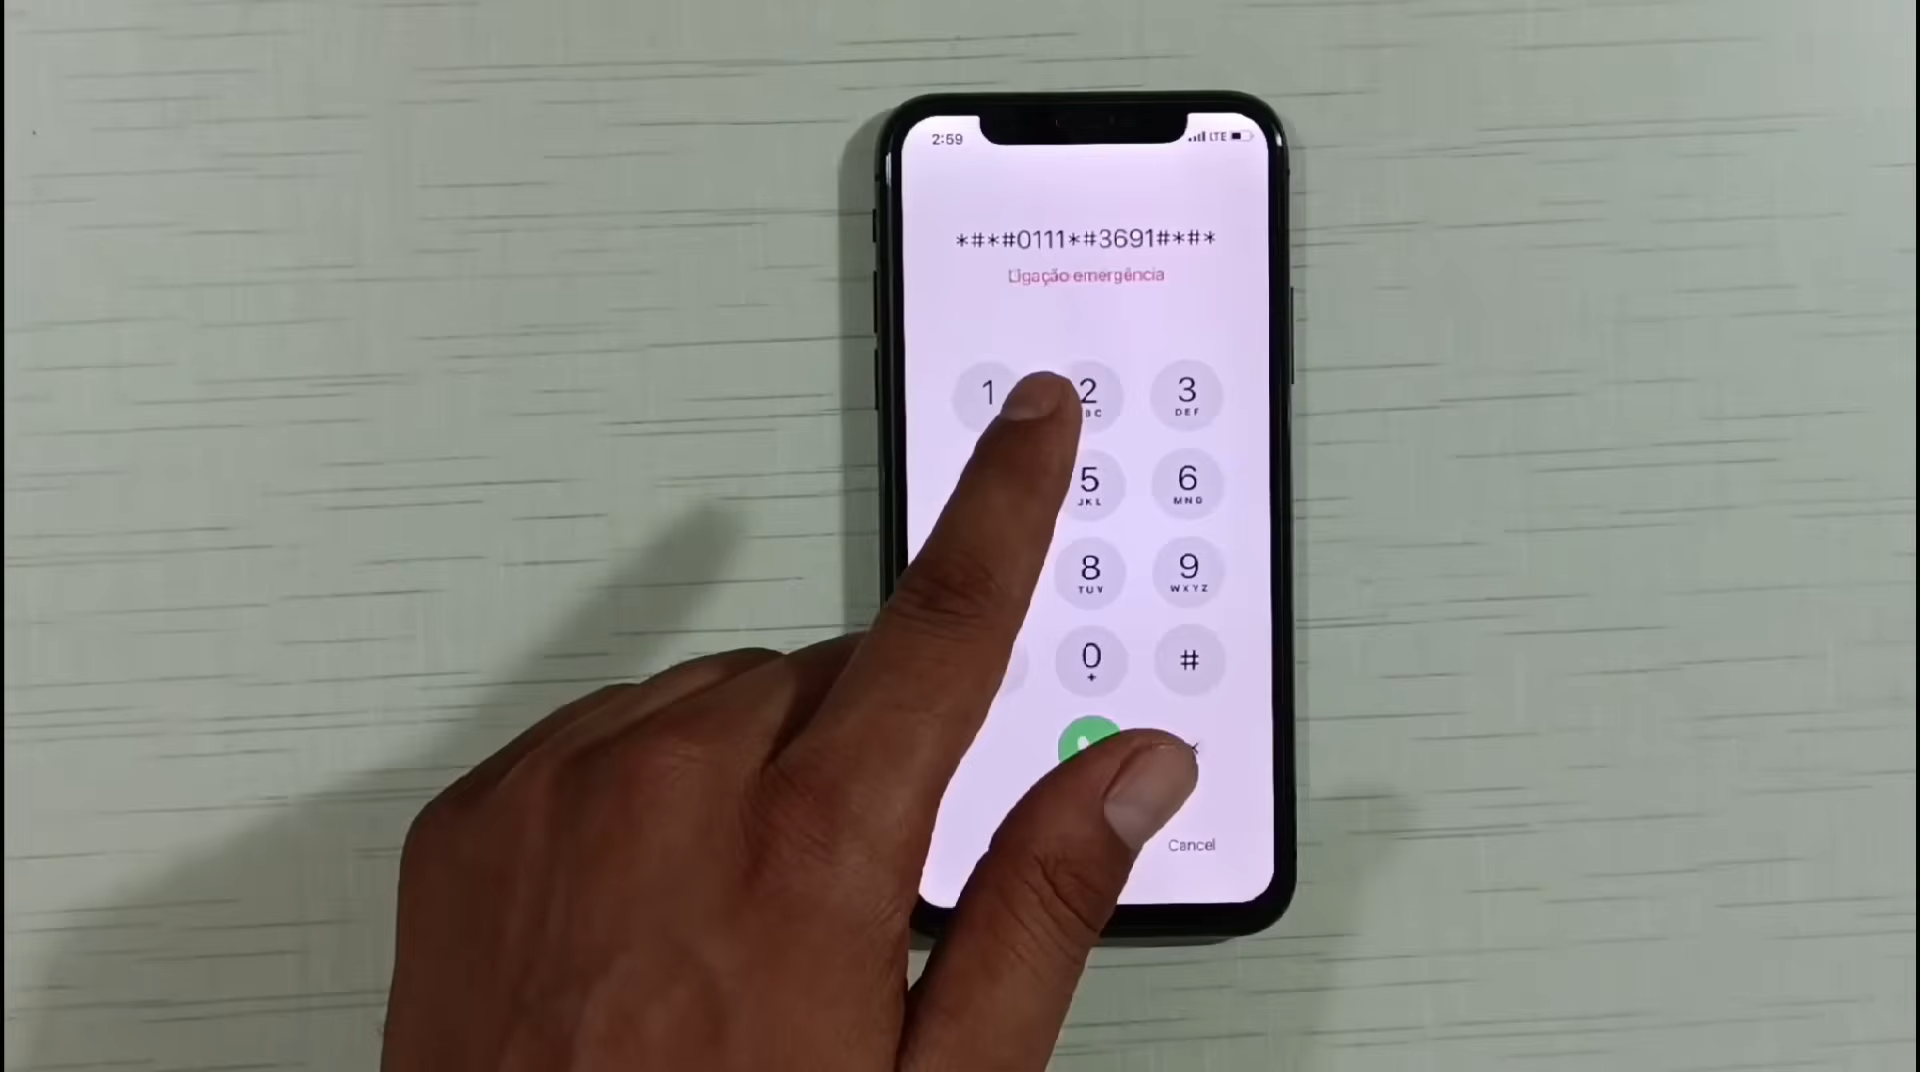 2:59
LTE
*#*#0111*#3691#*#*
Ligação emergência
1
2
BC
3
DEF
5
JKL
6
MNO
8
TUV
9
WXYZ
0
+
#
Cancel